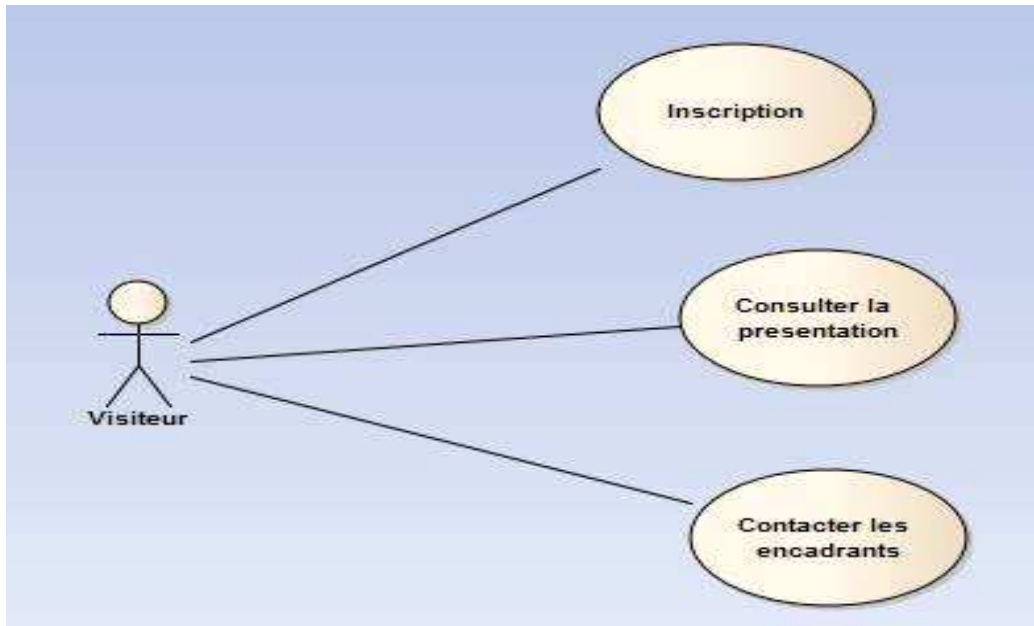 Inscription
Consulter la
presentation
Visiteur
Contacter les
encadrants